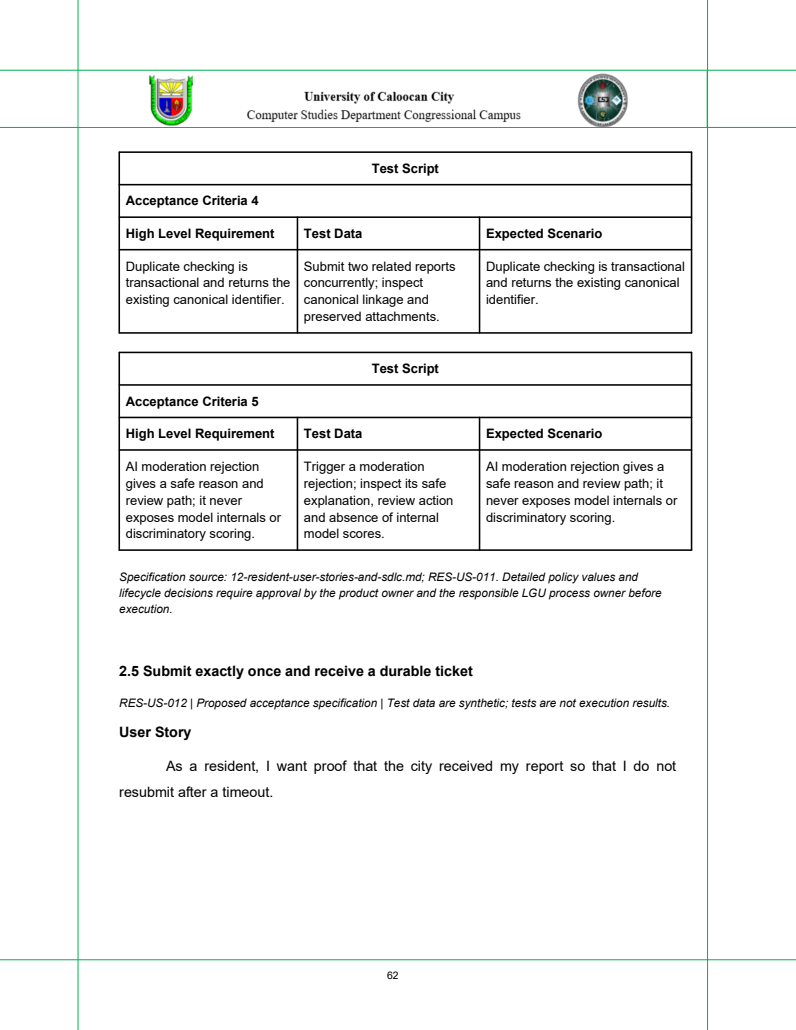 University of Caloocan City
Computer Studies Department Congressional Campus
Test Script
Acceptance Criteria 4
High Level Requirement
Test Data
Expected Scenario
Duplicate checking is
transactional and returns the
existing canonical identifier.
Submit two related reports
concurrently; inspect
canonical linkage and
preserved attachments.
Duplicate checking is transactional
and returns the existing canonical
identifier.
Test Script
Acceptance Criteria 5
High Level Requirement
Test Data
Expected Scenario
AI moderation rejection
gives a safe reason and
review path; it never
exposes model internals or
discriminatory scoring.
Trigger a moderation
rejection; inspect its safe
explanation, review action
and absence of internal
model scores.
AI moderation rejection gives a
safe reason and review path; it
never exposes model internals or
discriminatory scoring.
Specification source: 12-resident-user-stories-and-sdlc.md; RES-US-011. Detailed policy values and
lifecycle decisions require approval by the product owner and the responsible LGU process owner before
execution.
2.5 Submit exactly once and receive a durable ticket
RES-US-012 | Proposed acceptance specification | Test data are synthetic; tests are not execution results.
User Story
As a resident, I want proof that the city received my report so that I do not
resubmit after a timeout.
62